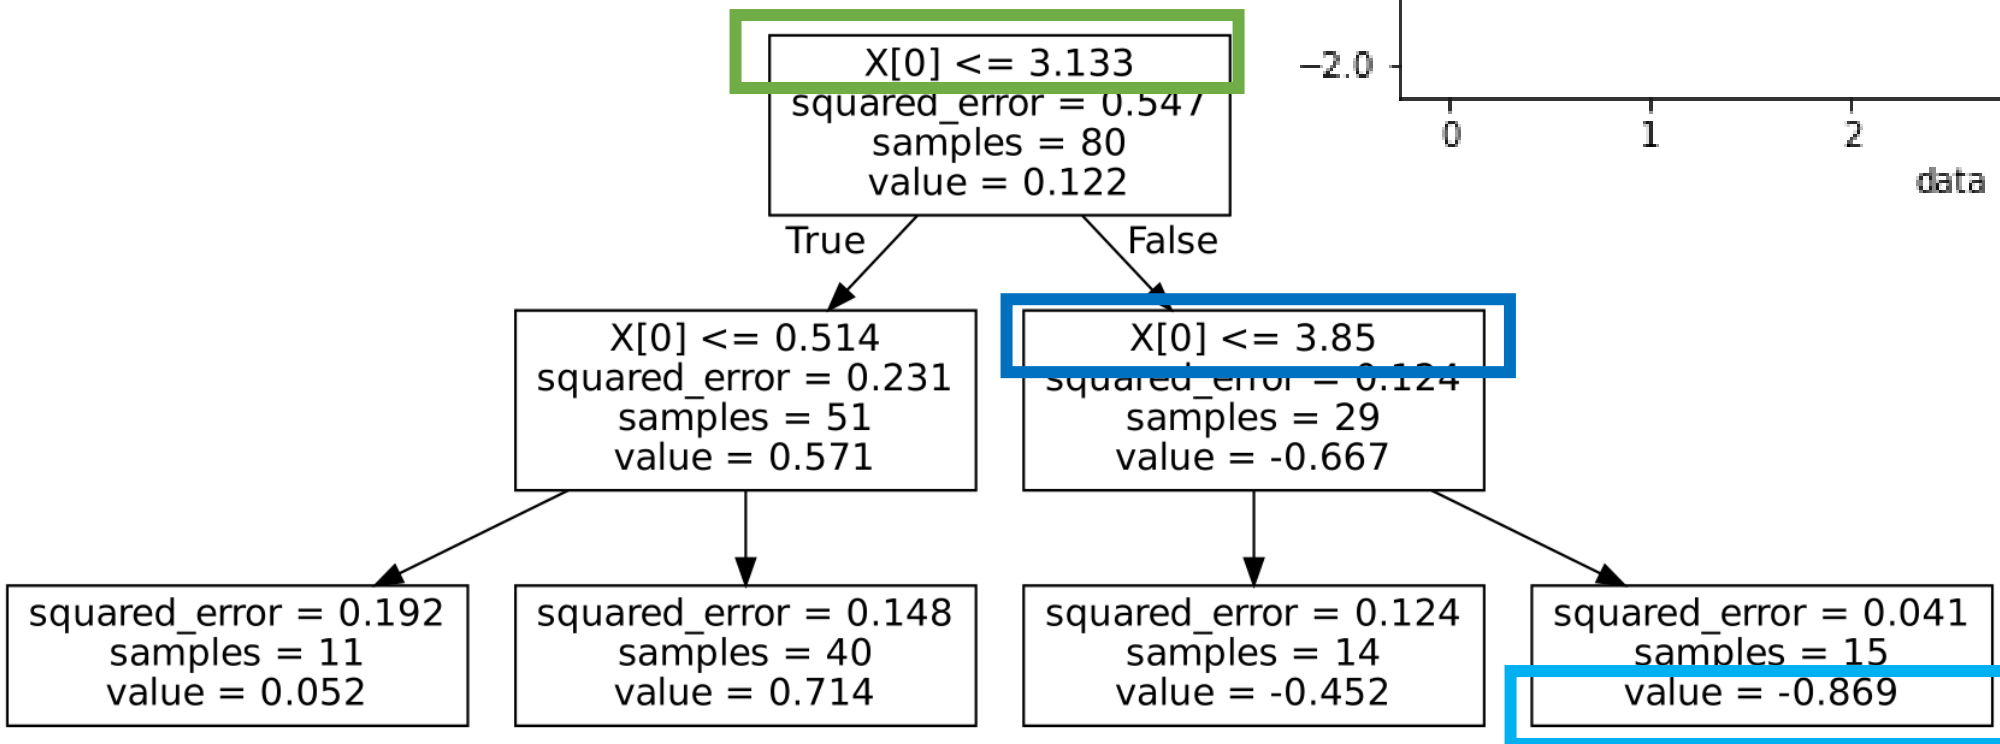 X[0] <= 3.133
squared_error = 0.547
samples = 80
value = 0.122
−2.0
0
1
2
data
True
False
X[0] <= 0.514
squared_error = 0.231
samples = 51
value = 0.571
X[0] <= 3.85
squared_error = 0.124
samples = 29
value = -0.667
squared_error = 0.192
samples = 11
value = 0.052
squared_error = 0.148
samples = 40
value = 0.714
squared_error = 0.124
samples = 14
value = -0.452
squared_error = 0.041
samples = 15
value = -0.869